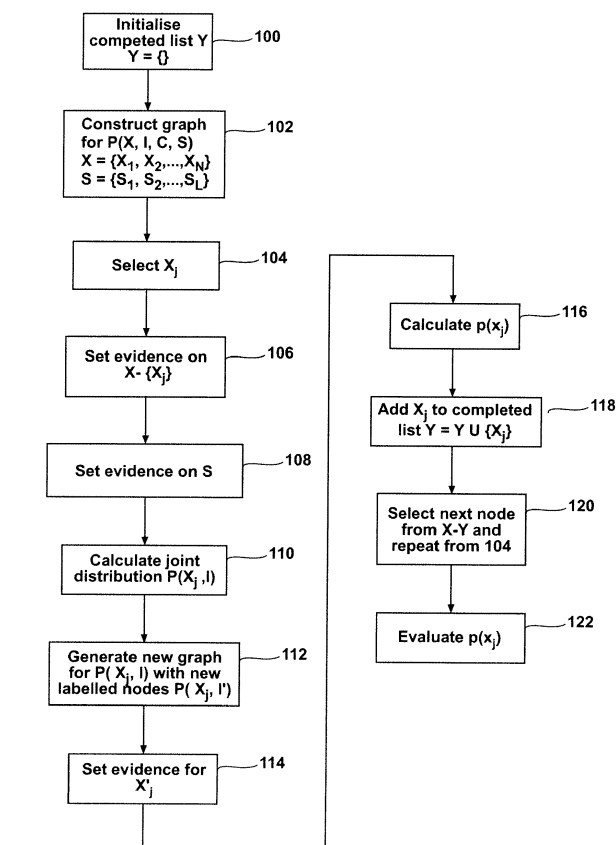 Initialise
competed list Y
Y = {}
100
Construct graph
for P(X, I, C, S)
X = {X1, X2,...,XN}
S = {S1, S2,...,SL}
102
Select Xj
104
Set evidence on
X- {Xj}
106
Set evidence on S
108
Calculate joint
distribution P(Xj ,I)
110
Generate new graph
for P( Xj, I) with new
labelled nodes P( Xj, I')
112
Set evidence for
X'j
114
Calculate p(xj)
116
Add Xj to completed
list Y = Y U {Xj}
118
Select next node
from X-Y and
repeat from 104
120
Evaluate p(xj)
122